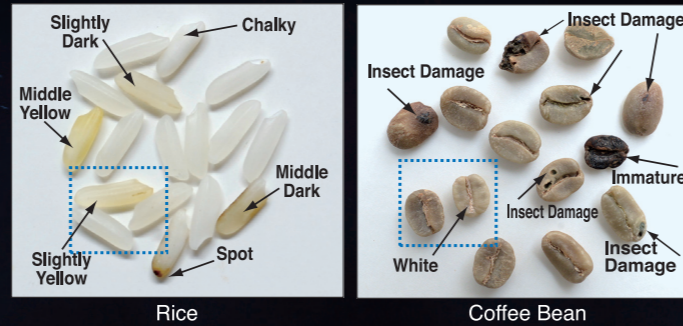 Slightly
Dark
Chalky
Middle
Yellow
Middle
Dark
Slightly
Yellow
Spot
Rice
Insect Damage
Insect Damage
Immature
Insect Damage
White
Insect
Damage
Coffee Bean